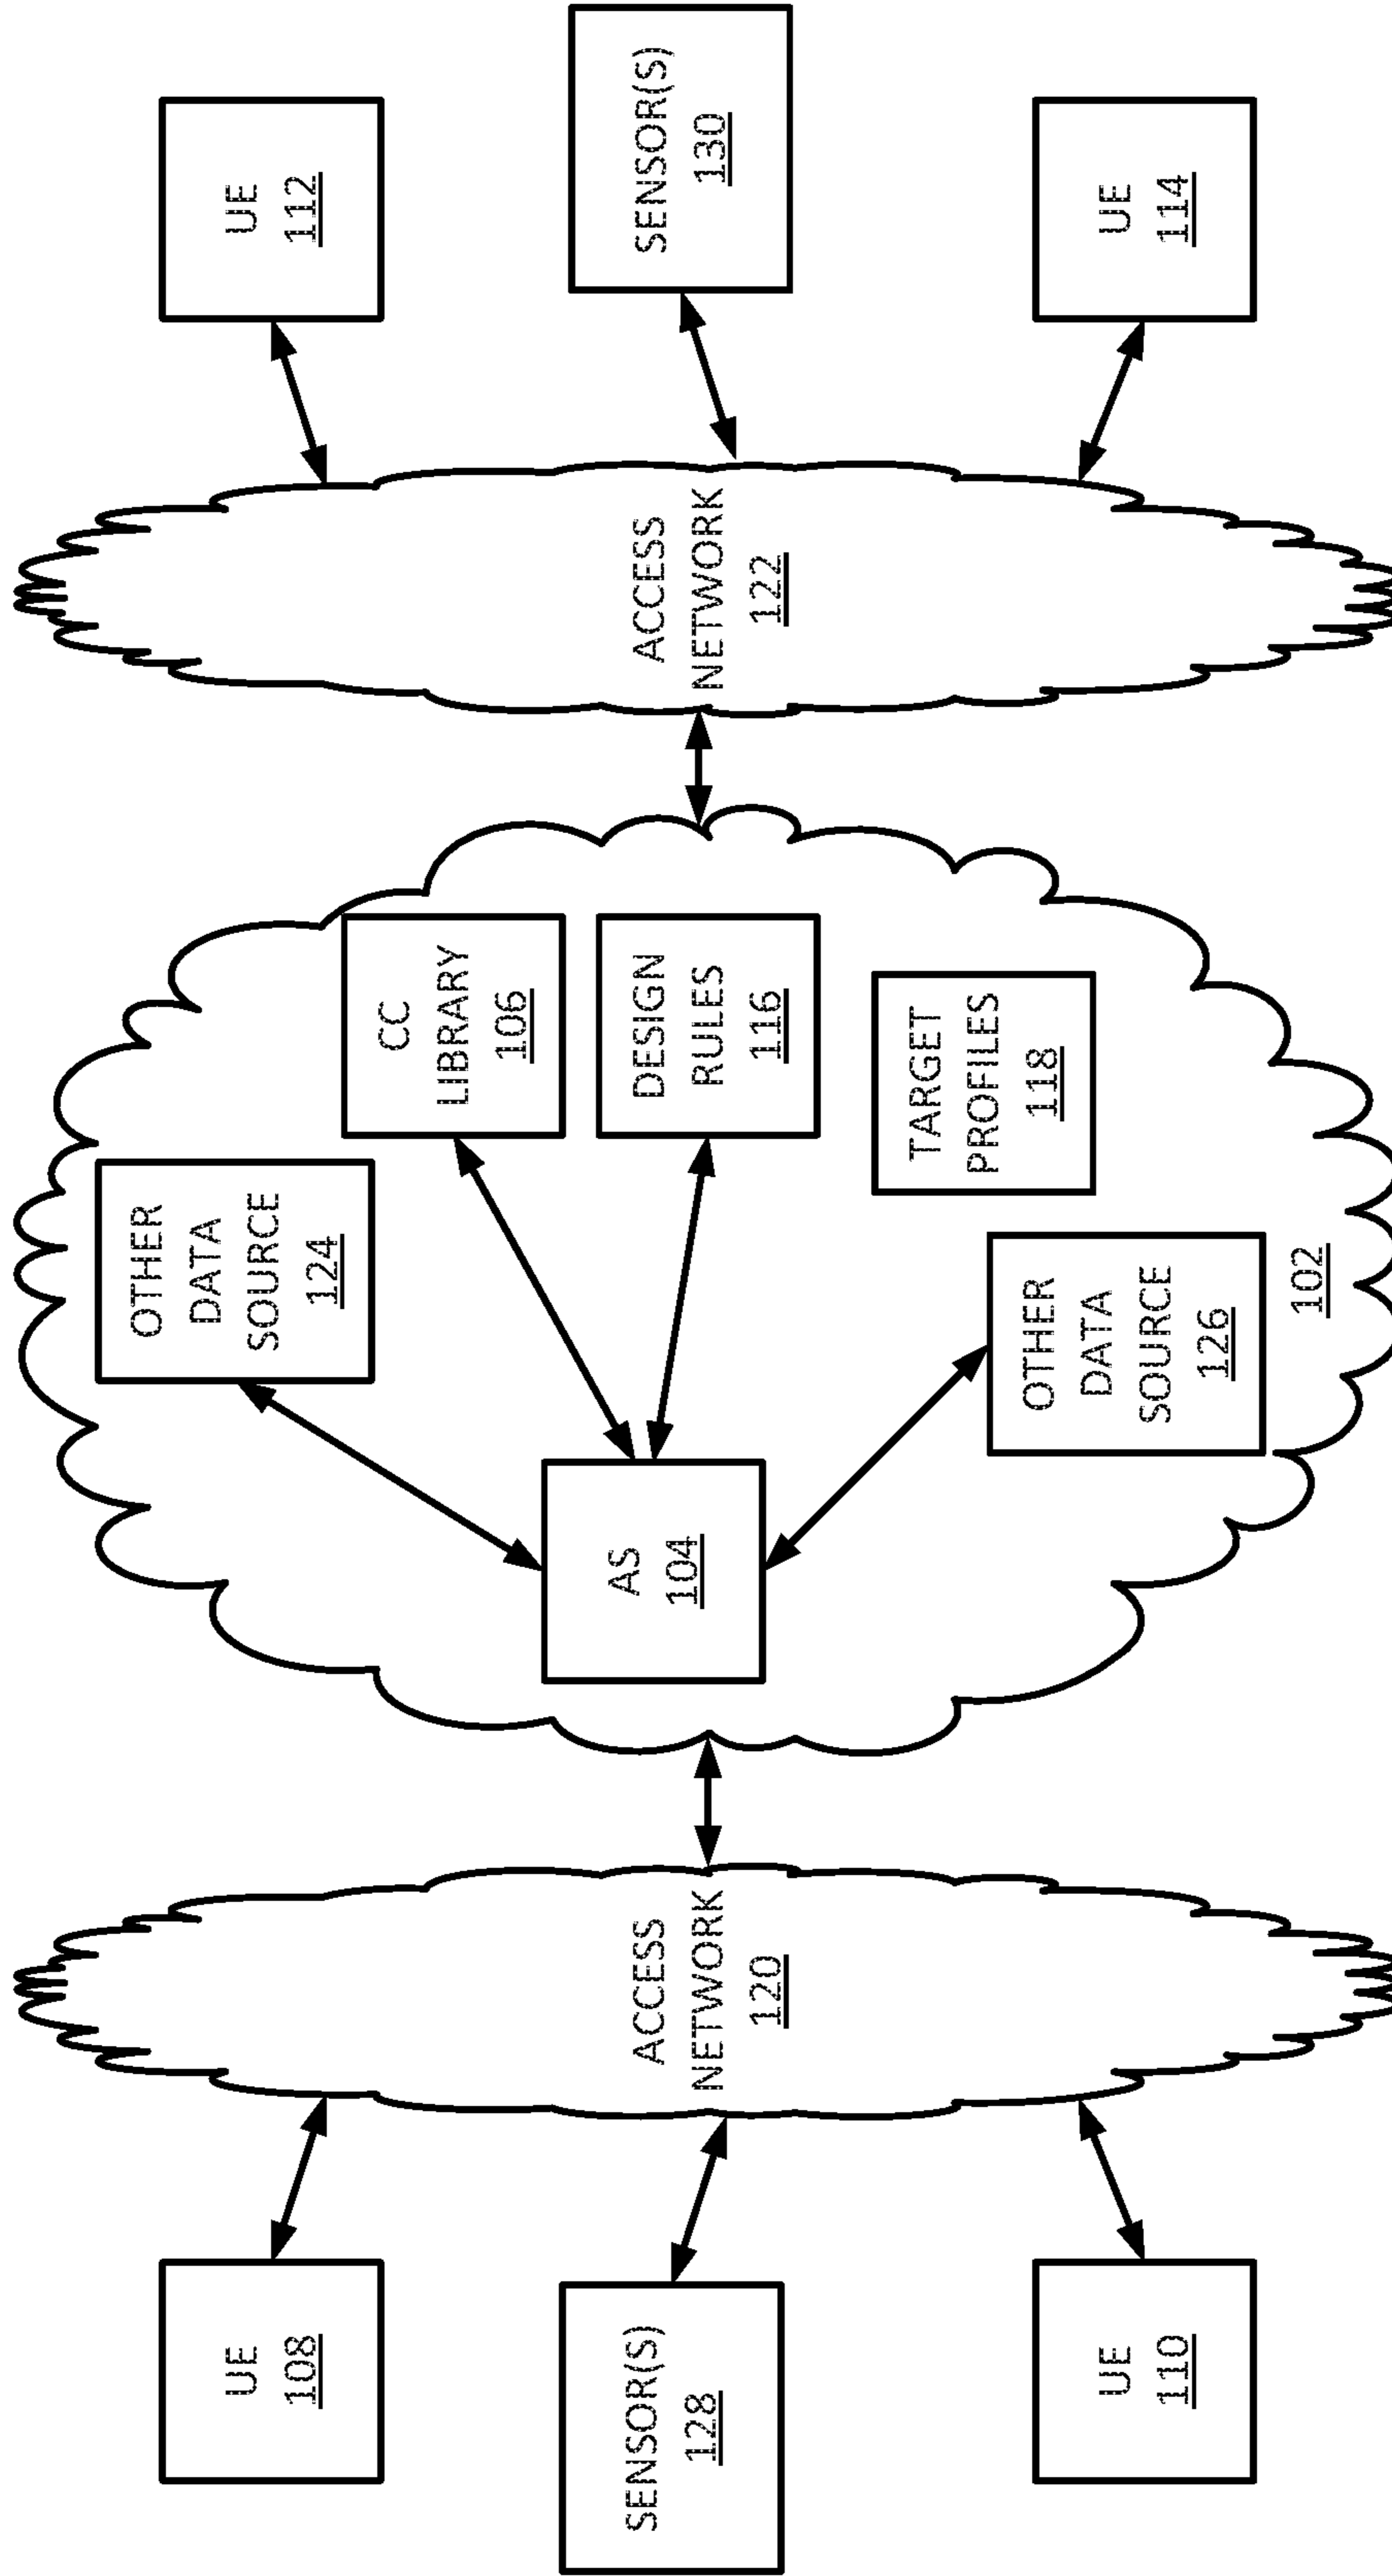 UE
108
SENSOR(S)
128
UE
110
ACCESS
NETWORK
120
OTHER
DATA
SOURCE
124
AS
104
CC
LIBRARY
106
DESIGN
RULES
116
TARGET
PROFILES
118
OTHER
DATA
SOURCE
126
102
ACCESS
NETWORK
122
UE
112
SENSOR(S)
130
UE
114